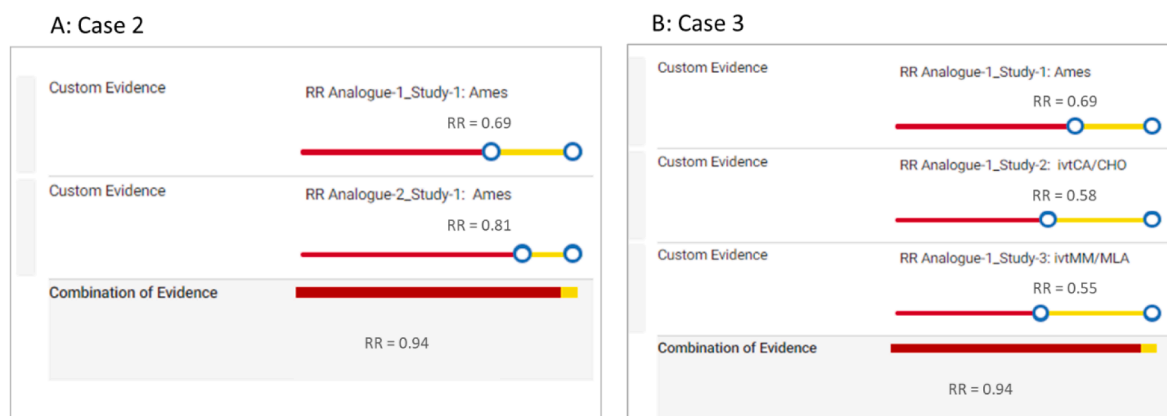 A: Case 2
Custom Evidence
RR Analogue-1_Study-1: Ames
RR = 0.69
Custom Evidence
RR Analogue-2_Study-1: Ames
RR = 0.81
Combination of Evidence
RR = 0.94
B: Case 3
Custom Evidence
RR Analogue-1_Study-1: Ames
RR = 0.69
Custom Evidence
RR Analogue-1_Study-2: ivtCA/CHO
RR = 0.58
Custom Evidence
RR Analogue-1_Study-3: ivtMM/MLA
RR = 0.55
Combination of Evidence
RR = 0.94